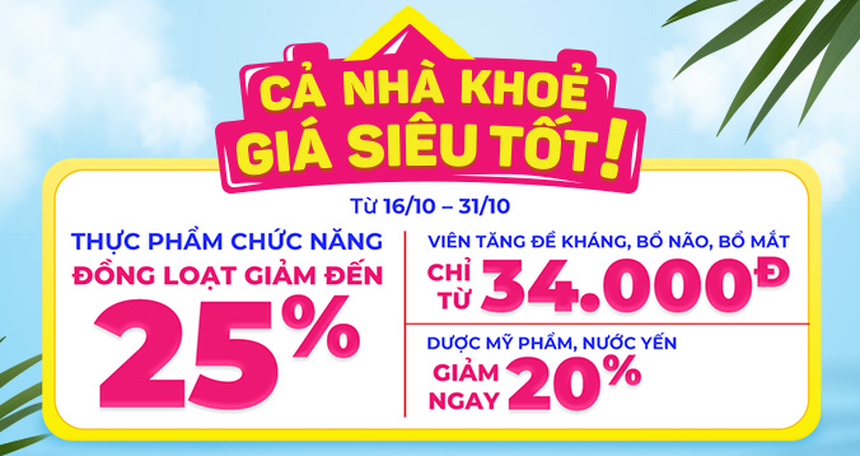 CẢ NHÀ KHOẺ
GIÁ SIÊU TỐT!
Từ 16/10 – 31/10
THỰC PHẨM CHỨC NĂNG
ĐỒNG LOẠT GIẢM ĐẾN
25%
VIÊN TĂNG ĐỀ KHÁNG, BỔ NÃO, BỔ MẮT
CHỈ TỪ 34.000Đ
DƯỢC MỸ PHẨM, NƯỚC YẾN
GIẢM NGAY 20%